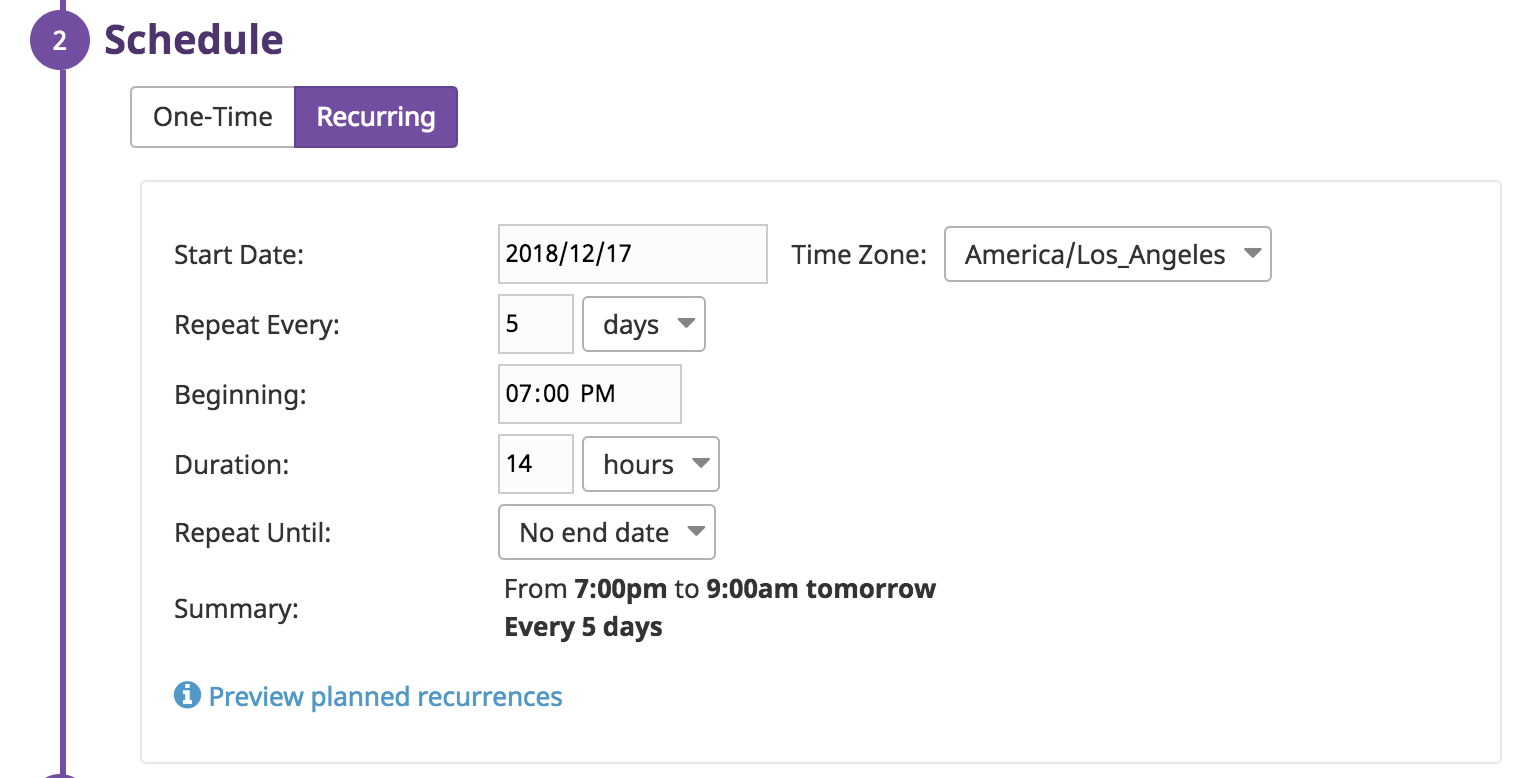 2 Schedule
One-Time Recurring
Start Date: 2018/12/17 Time Zone: America/Los_Angeles
Repeat Every: 5 days
Beginning: 07:00 PM
Duration: 14 hours
Repeat Until: No end date
Summary: From 7:00pm to 9:00am tomorrow
Every 5 days
Preview planned recurrences